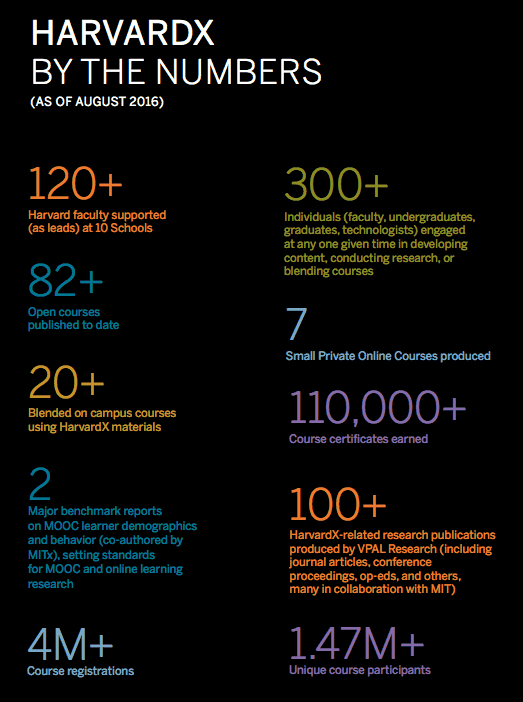 HARVARDX
BY THE NUMBERS
(AS OF AUGUST 2016)
120+
Harvard faculty supported
(as leads) at 10 Schools
82+
Open courses
published to date
20+
Blended on campus courses
using HarvardX materials
2
Major benchmark reports
on MOOC learner demographics
and behavior (co-authored by
MITx), setting standards
for MOOC and online learning
research
4M+
Course registrations
300+
Individuals (faculty, undergraduates,
graduates, technologists) engaged
at any one given time in developing
content, conducting research, or
blending courses
7
Small Private Online Courses produced
110,000+
Course certificates earned
100+
HarvardX-related research publications
produced by VPAL Research (including
journal articles, conference
proceedings, op-eds, and others,
many in collaboration with MIT)
1.47M+
Unique course participants